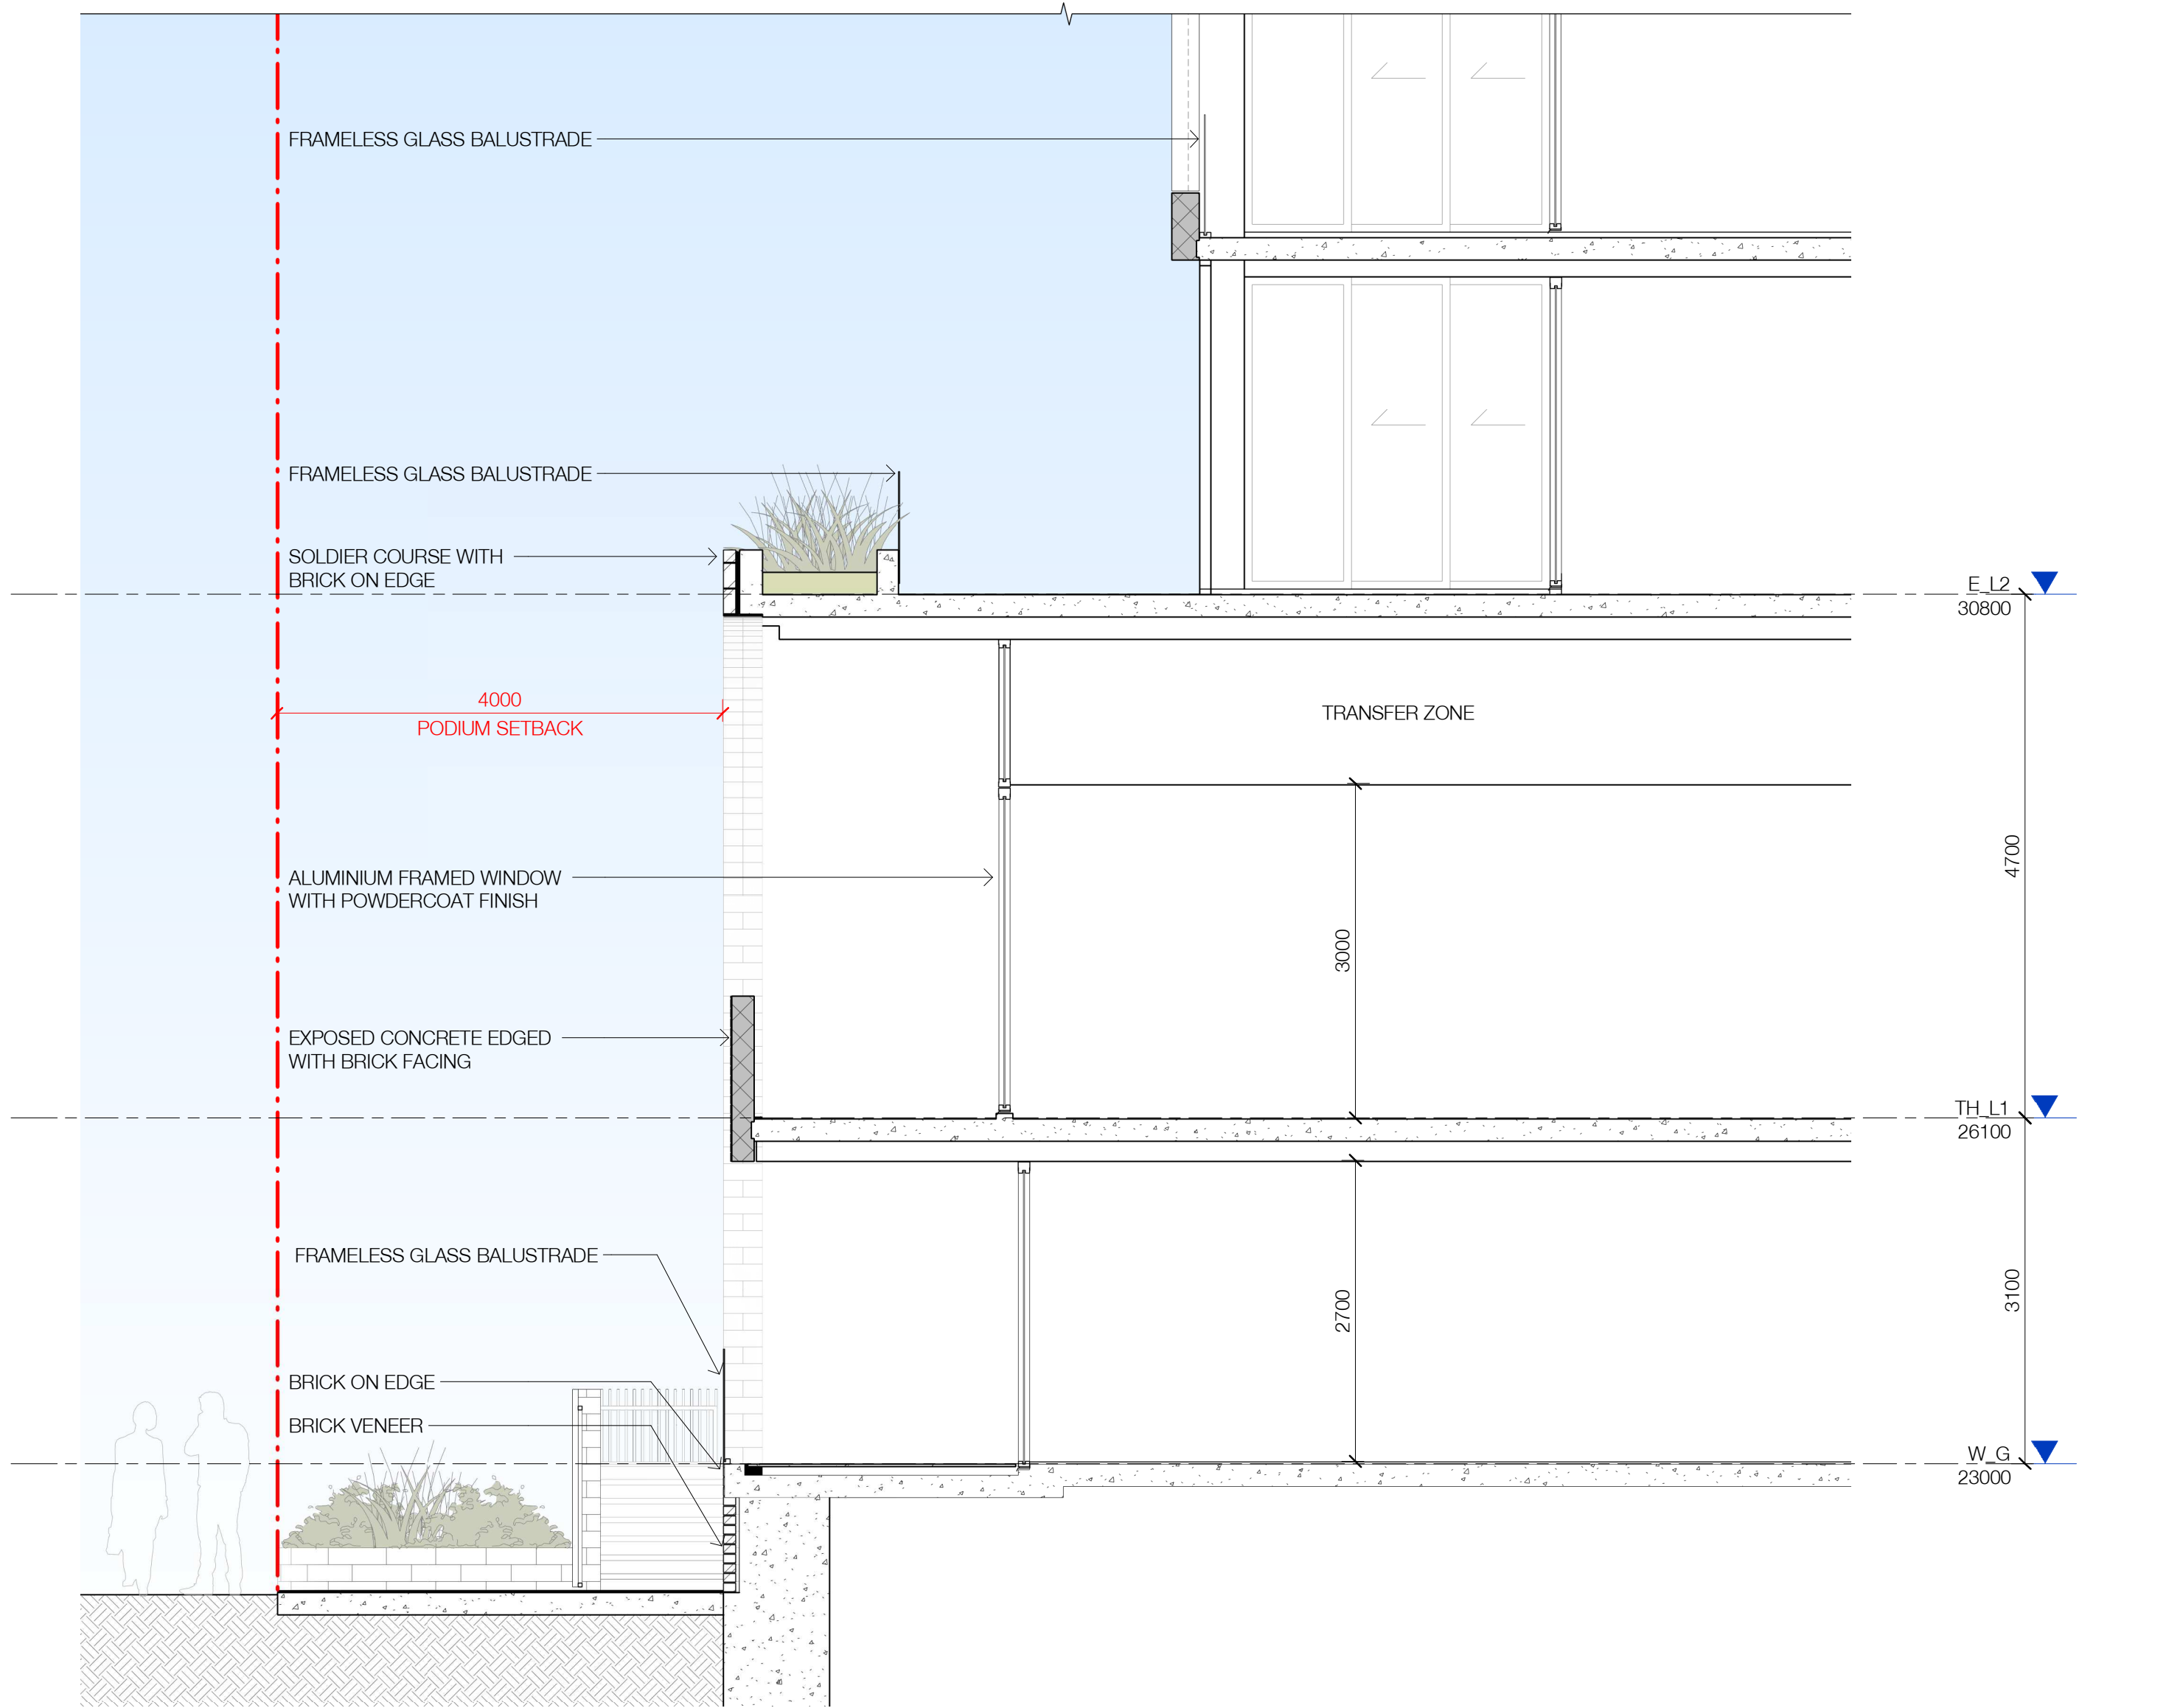 FRAMELESS GLASS BALUSTRADE
FRAMELESS GLASS BALUSTRADE
SOLDIER COURSE WITH
BRICK ON EDGE
E_L2
30800
4000
PODIUM SETBACK
TRANSFER ZONE
4700
ALUMINIUM FRAMED WINDOW
WITH POWDERCOAT FINISH
3000
EXPOSED CONCRETE EDGED
WITH BRICK FACING
TH_L1
26100
FRAMELESS GLASS BALUSTRADE
2700
3100
BRICK ON EDGE
BRICK VENEER
W_G
23000